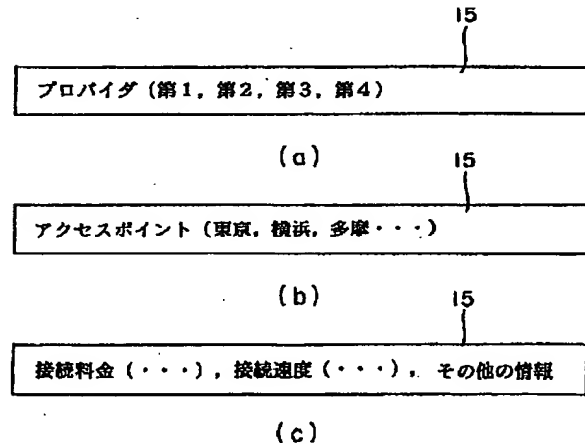 15
プロバイダ (第1, 第2, 第3, 第4)
(a)
15
アクセスポイント (東京, 横浜, 多摩・・・)
(b)
15
接続料金 (・・・), 接続速度 (・・・), その他の情報
(c)